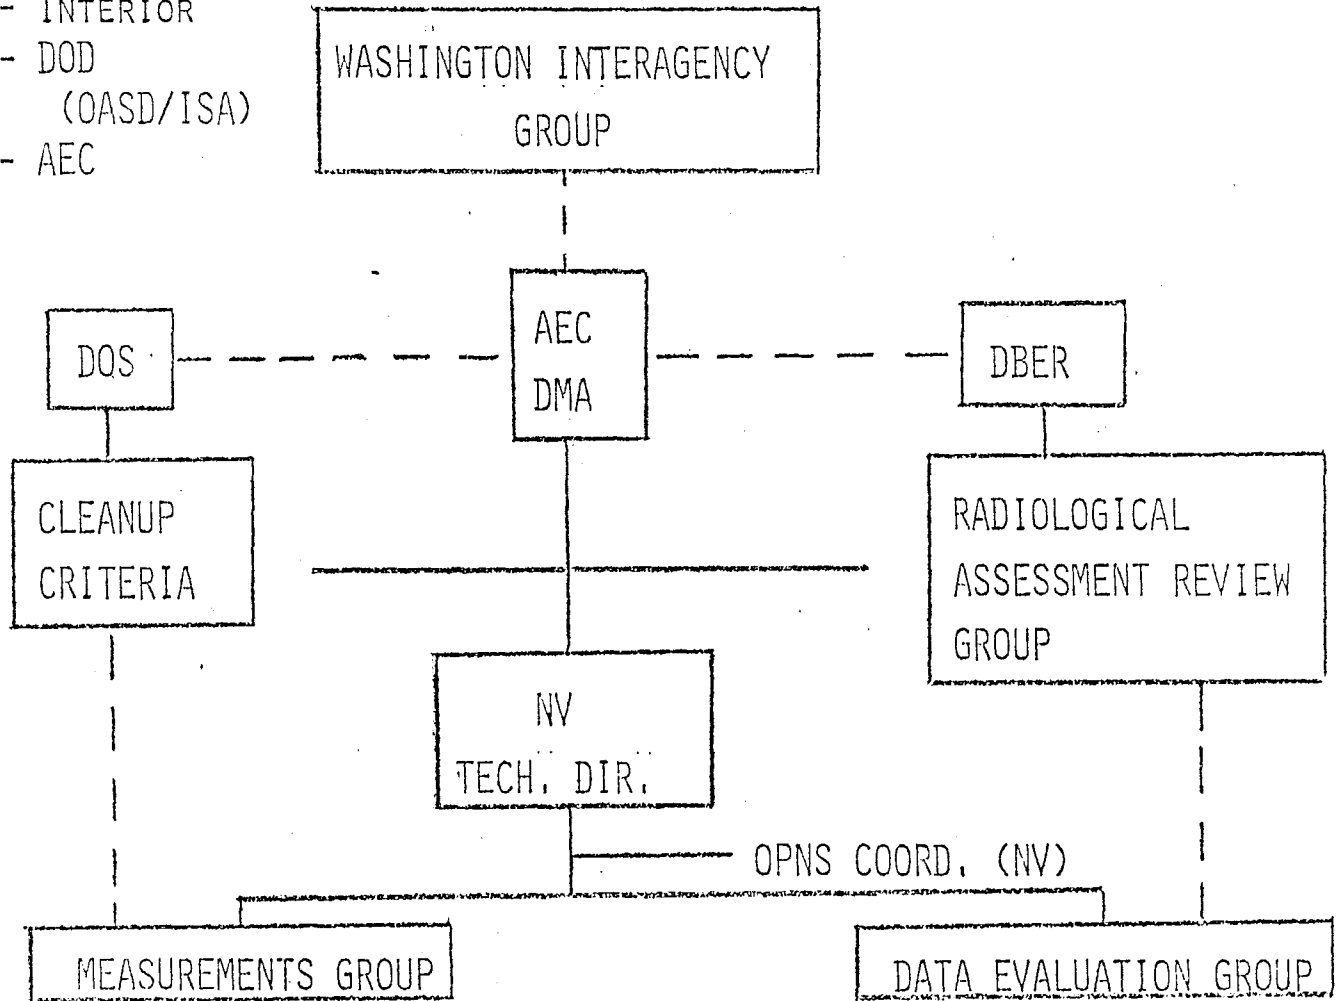 - INTERIOR
- DOD
(OASD/ISA)
- AEC
WASHINGTON INTERAGENCY
GROUP
AEC
DMA
DOS
DBER
CLEANUP
CRITERIA
RADIOLOGICAL
ASSESSMENT REVIEW
GROUP
NV
TECH. DIR.
OPNS COORD. (NV)
MEASUREMENTS GROUP
DATA EVALUATION GROUP